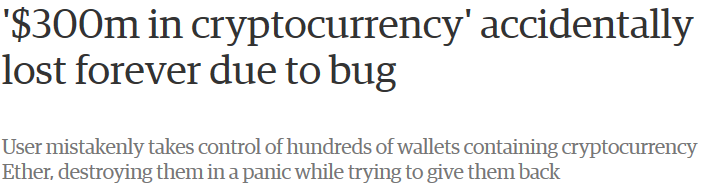 '$300m in cryptocurrency' accidentally
lost forever due to bug
User mistakenly takes control of hundreds of wallets containing cryptocurrency
Ether, destroying them in a panic while trying to give them back